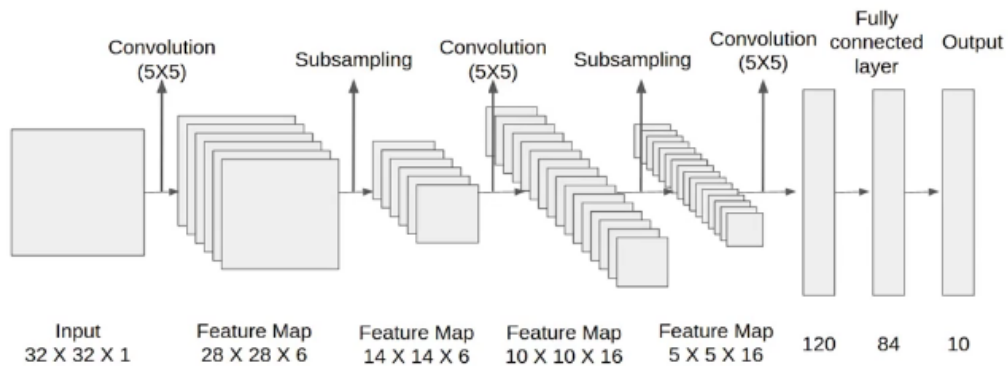 Convolution
(5X5)
Subsampling
Convolution
(5X5)
Subsampling
Convolution
(5X5)
Fully
connected
layer
Output
Input
32 X 32 X 1
Feature Map
28 X 28 X 6
Feature Map
14 X 14 X 6
Feature Map
10 X 10 X 16
Feature Map
5 X 5 X 16
120
84
10